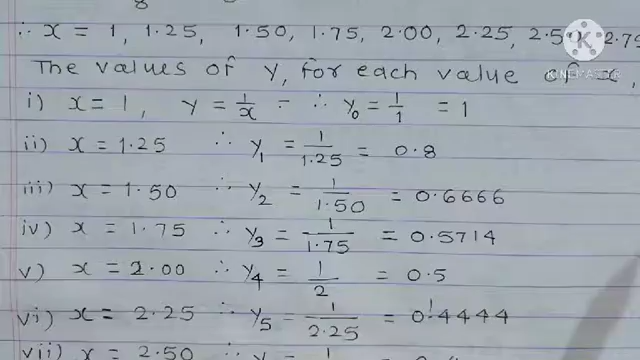 ∴ x = 1, 1.25, 1.50, 1.75, 2.00, 2.25, 2.50, 2.75
The values of y, for each value of x,
KINEMASTER
i) x = 1, y = 1/x = ∴ y₀ = 1/1 = 1
ii) x = 1.25 ∴ y₁ = 1/1.25 = 0.8
iii) x = 1.50 ∴ y₂ = 1/1.50 = 0.6666
iv) x = 1.75 ∴ y₃ = 1/1.75 = 0.5714
v) x = 2.00 ∴ y₄ = 1/2 = 0.5
vi) x = 2.25 ∴ y₅ = 1/2.25 = 0.4444
vii) x = 2.50 ∴ y